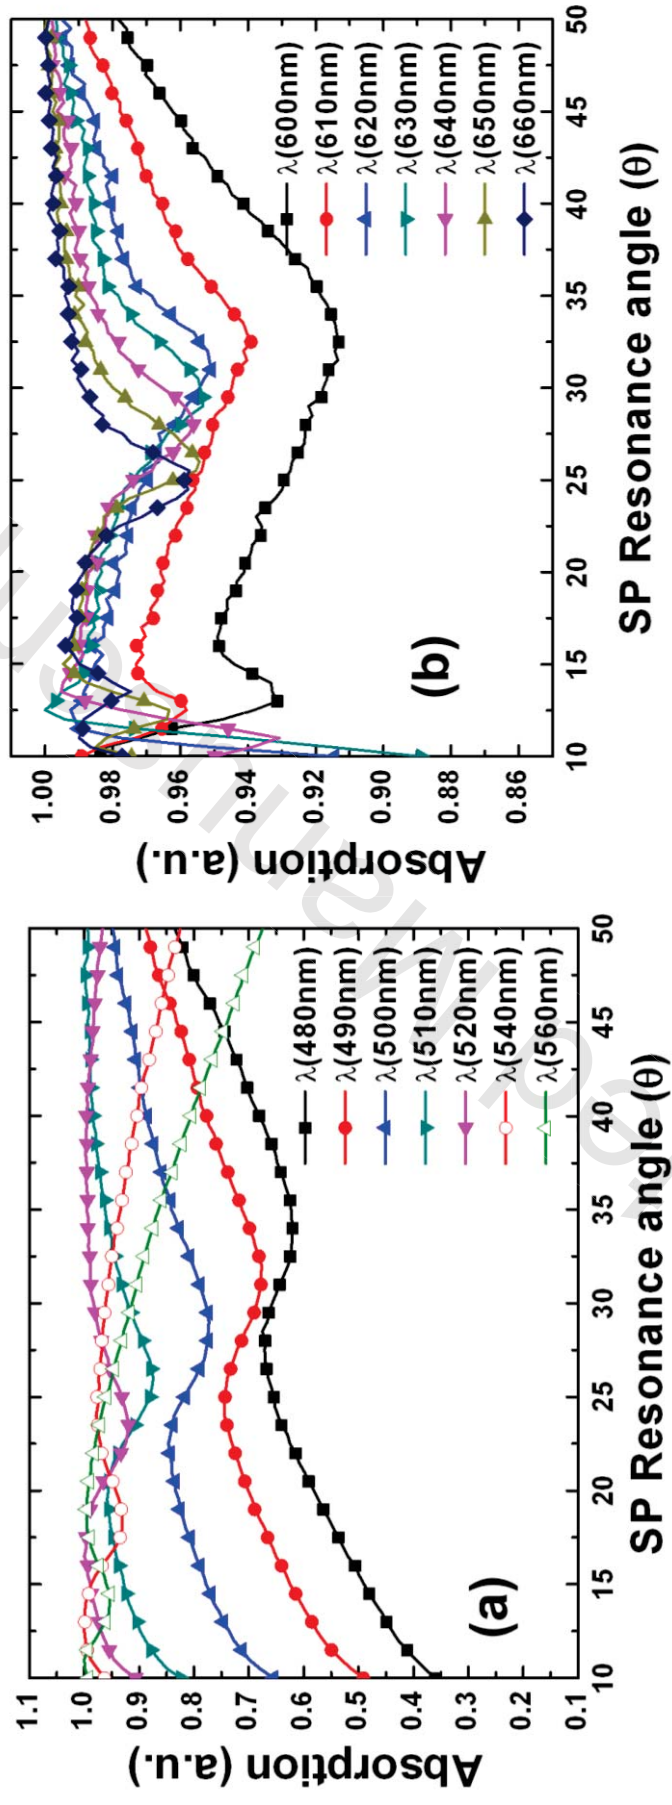 Absorption (a.u.)
1.1
1.0
0.9
0.8
0.7
0.6
0.5
0.4
0.3
0.2
0.1
(a)
λ(480nm)
λ(490nm)
λ(500nm)
λ(510nm)
λ(520nm)
λ(540nm)
λ(560nm)
10 15 20 25 30 35 40 45 50
SP Resonance angle (θ)
Absorption (a.u.)
1.00
0.98
0.96
0.94
0.92
0.90
0.88
0.86
(b)
λ(600nm)
λ(610nm)
λ(620nm)
λ(630nm)
λ(640nm)
λ(650nm)
λ(660nm)
10 15 20 25 30 35 40 45 50
SP Resonance angle (θ)